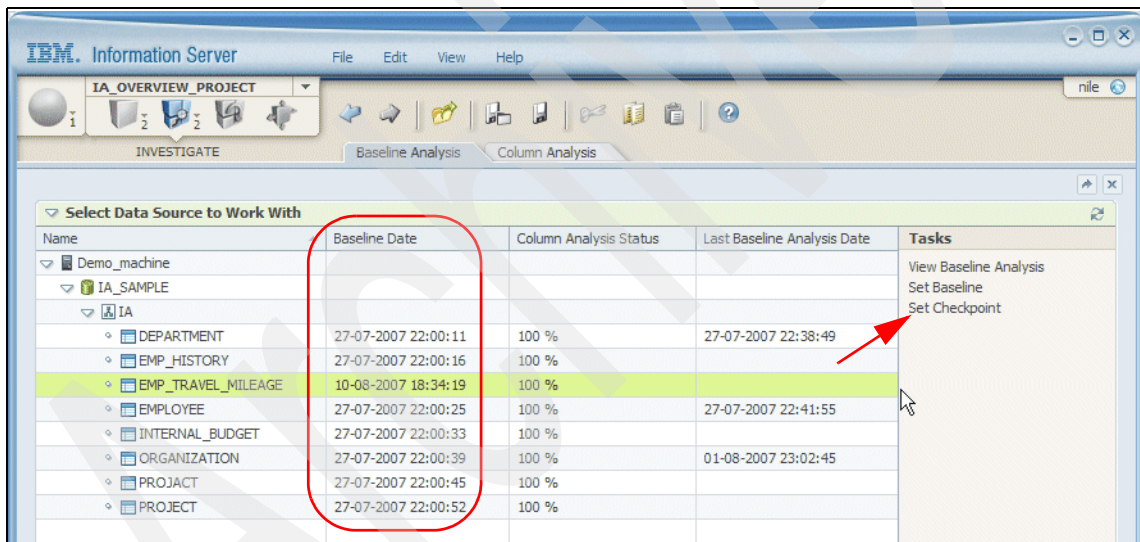 IBM. Information Server File Edit View Help
IA_OVERVIEW_PROJECT
nile
1 2 2
INVESTIGATE
Baseline Analysis Column Analysis
Select Data Source to Work With
Name Baseline Date Column Analysis Status Last Baseline Analysis Date Tasks
Demo_machine
View Baseline Analysis
IA_SAMPLE
Set Baseline
IA
Set Checkpoint
DEPARTMENT 27-07-2007 22:00:11 100 % 27-07-2007 22:38:49
EMP_HISTORY 27-07-2007 22:00:16 100 %
EMP_TRAVEL_MILEAGE 10-08-2007 18:34:19 100 %
EMPLOYEE 27-07-2007 22:00:25 100 % 27-07-2007 22:41:55
INTERNAL_BUDGET 27-07-2007 22:00:33 100 %
ORGANIZATION 27-07-2007 22:00:39 100 % 01-08-2007 23:02:45
PROJACT 27-07-2007 22:00:45 100 %
PROJECT 27-07-2007 22:00:52 100 %